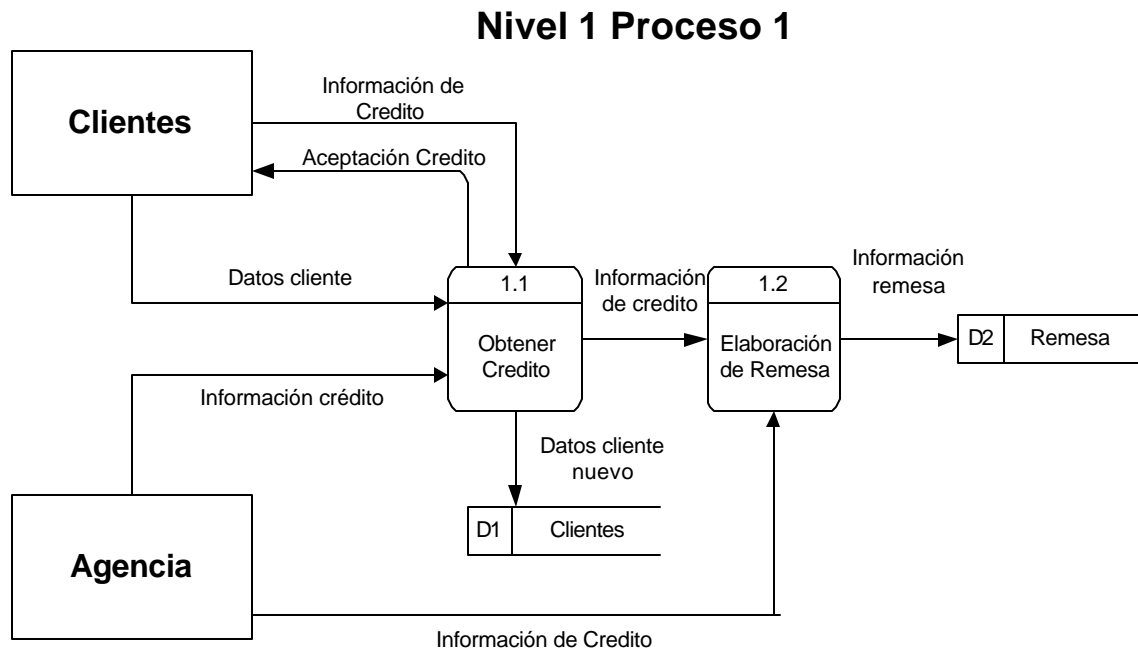 Nivel 1 Proceso 1
Clientes
Información de
Credito
Aceptación Credito
Datos cliente
1.1
Obtener
Credito
Información
de credito
1.2
Elaboración
de Remesa
Información
remesa
D2
Remesa
Información crédito
Datos cliente
nuevo
D1
Clientes
Agencia
Información de Credito